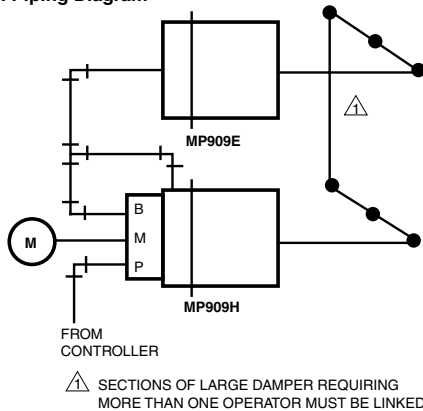 Piping Diagram
MP909E
1
B
M
M
P
MP909H
FROM
CONTROLLER
1 SECTIONS OF LARGE DAMPER REQUIRING
MORE THAN ONE OPERATOR MUST BE LINKED